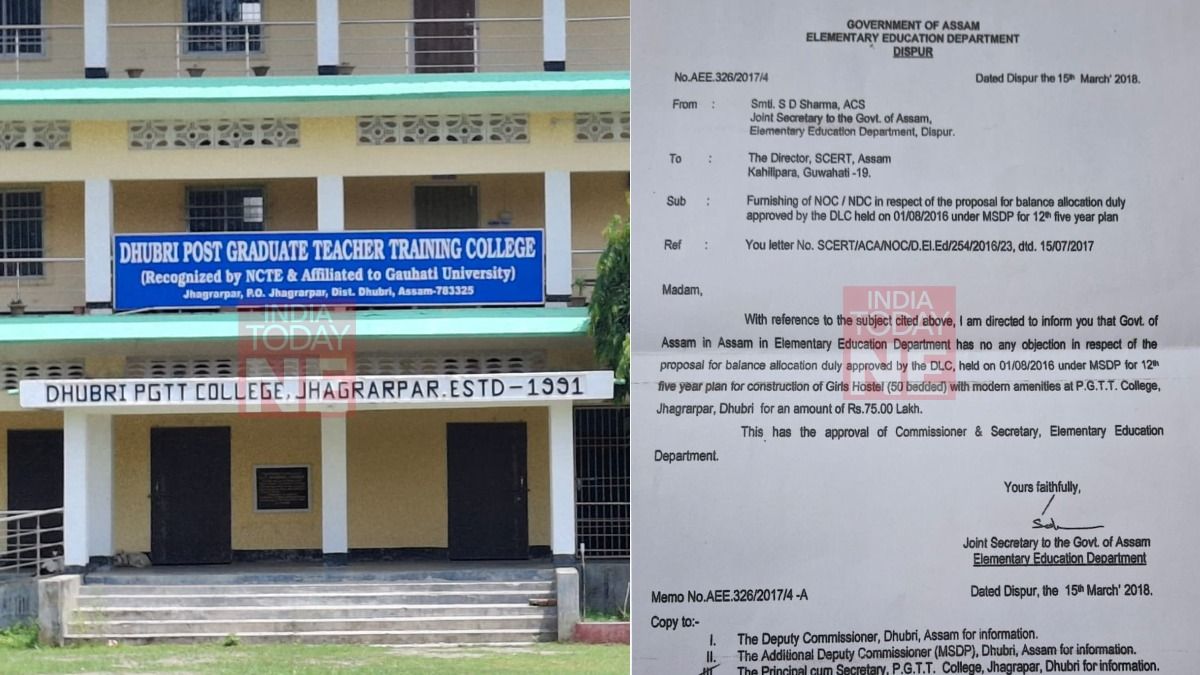 DHUBRI POST GRADUATE TEACHER TRAINING COLLEGE
(Recognized by NCTE & Affiliated to Gauhati University)
Jhagrarpar, P.O. Jhagrarpar, Dist. Dhubri, Assam-783325
INDIA
TODAY
NE
DHUBRI PGTT COLLEGE, JHAGRARPAR.ESTD-1991
GOVERNMENT OF ASSAM
ELEMENTARY EDUCATION DEPARTMENT
DISPUR
No.AEE.326/2017/4 Dated Dispur the 15th March' 2018.
From : Smti. S D Sharma, ACS
Joint Secretary to the Govt. of Assam,
Elementary Education Department, Dispur.
To : The Director, SCERT, Assam
Kahilipara, Guwahati -19.
Sub : Furnishing of NOC / NDC in respect of the proposal for balance allocation duly
approved by the DLC held on 01/08/2016 under MSDP for 12th five year plan
Ref : You letter No. SCERT/ACA/NOC/D.El.Ed/254/2016/23, dtd. 15/07/2017
Madam,
INDIA
TODAY
NE
With reference to the subject cited above, I am directed to inform you that Govt. of
Assam in Assam in Elementary Education Department has no any objection in respect of the
proposal for balance allocation duly approved by the DLC, held on 01/08/2016 under MSDP for 12th
five year plan for construction of Girls Hostel (50 bedded) with modern amenities at P.G.T.T. College,
Jhagrarpar, Dhubri for an amount of Rs.75.00 Lakh.
This has the approval of Commissioner & Secretary, Elementary Education
Department.
Yours faithfully,
Sd/-
Joint Secretary to the Govt. of Assam
Elementary Education Department
Memo No.AEE.326/2017/4 -A Dated Dispur, the 15th March' 2018.
Copy to:-
I. The Deputy Commissioner, Dhubri, Assam for information.
II. The Additional Deputy Commissioner (MSDP), Dhubri, Assam for information.
III. The Principal cum Secretary, P.G.T.T. College, Jhagrapar, Dhubri for information.